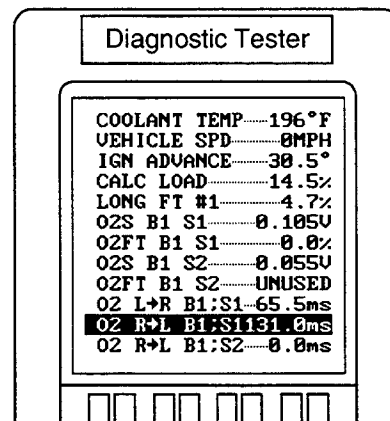 Diagnostic Tester
COOLANT TEMP┈196°F
VEHICLE SPD┈0MPH
IGN ADVANCE┈30.5°
CALC LOAD┈14.5%
LONG FT #1┈4.7%
O2S B1 S1┈0.105V
O2FT B1 S1┈0.0%
O2S B1 S2┈0.055V
O2FT B1 S2┈UNUSED
O2 L→R B1;S1┈65.5ms
O2 R→L B1;S1131.0ms
O2 R→L B1;S2┈0.0ms